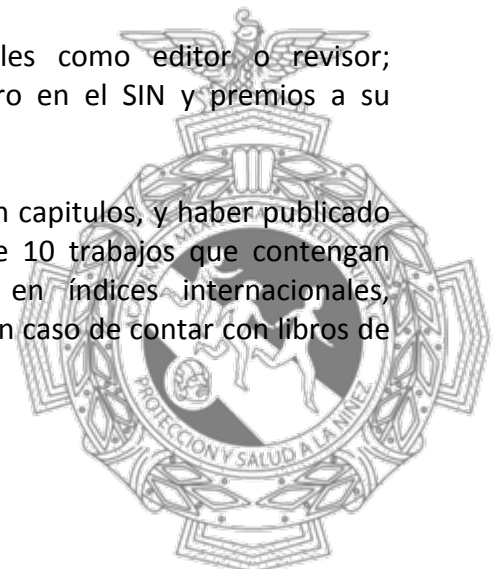 les como editor o revisor;
ro en el SIN y premios a su
n capitulos, y haber publicado
e 10 trabajos que contengan
en índices internacionales,
n caso de contar con libros de
PROTECCION Y SALUD A LA NIÑEZ